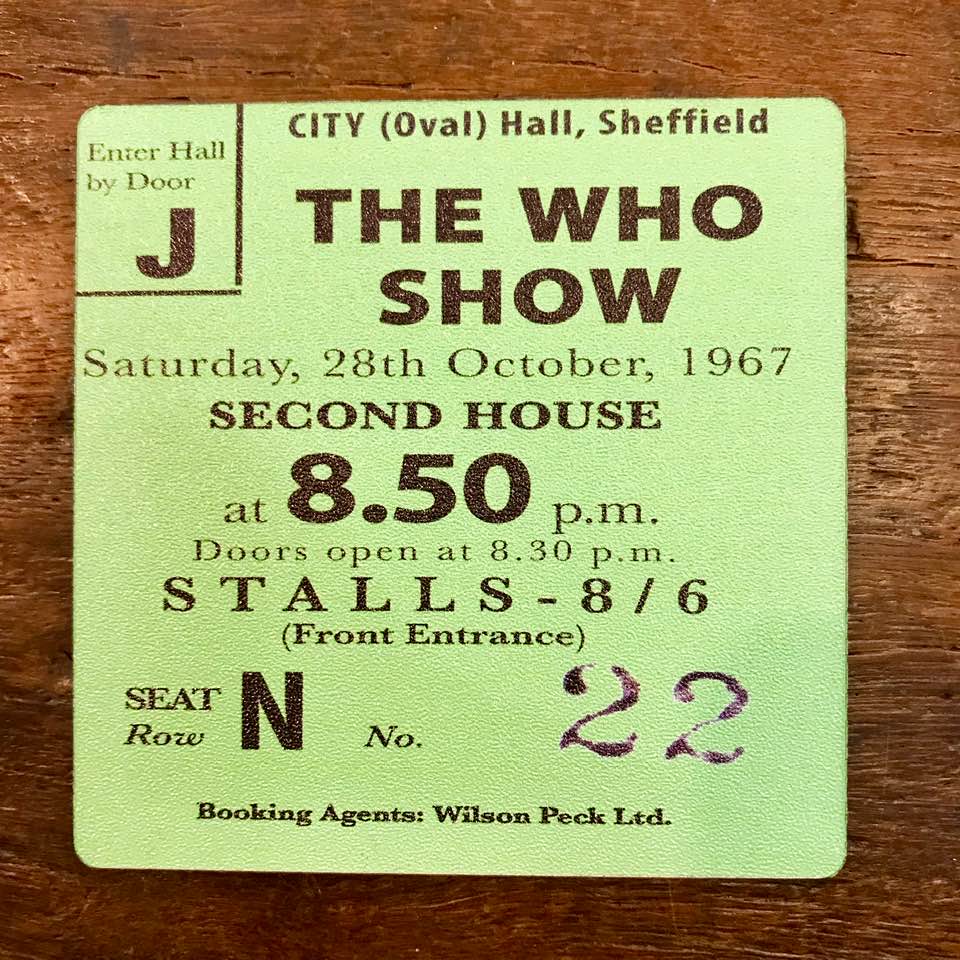 CITY (Oval) Hall, Sheffield
Enter Hall
by Door
J
THE WHO
SHOW
Saturday, 28th October, 1967
SECOND HOUSE
at 8.50 p.m.
Doors open at 8.30 p.m.
STALLS - 8/6
(Front Entrance)
SEAT
Row N No. 22
Booking Agents: Wilson Peck Ltd.